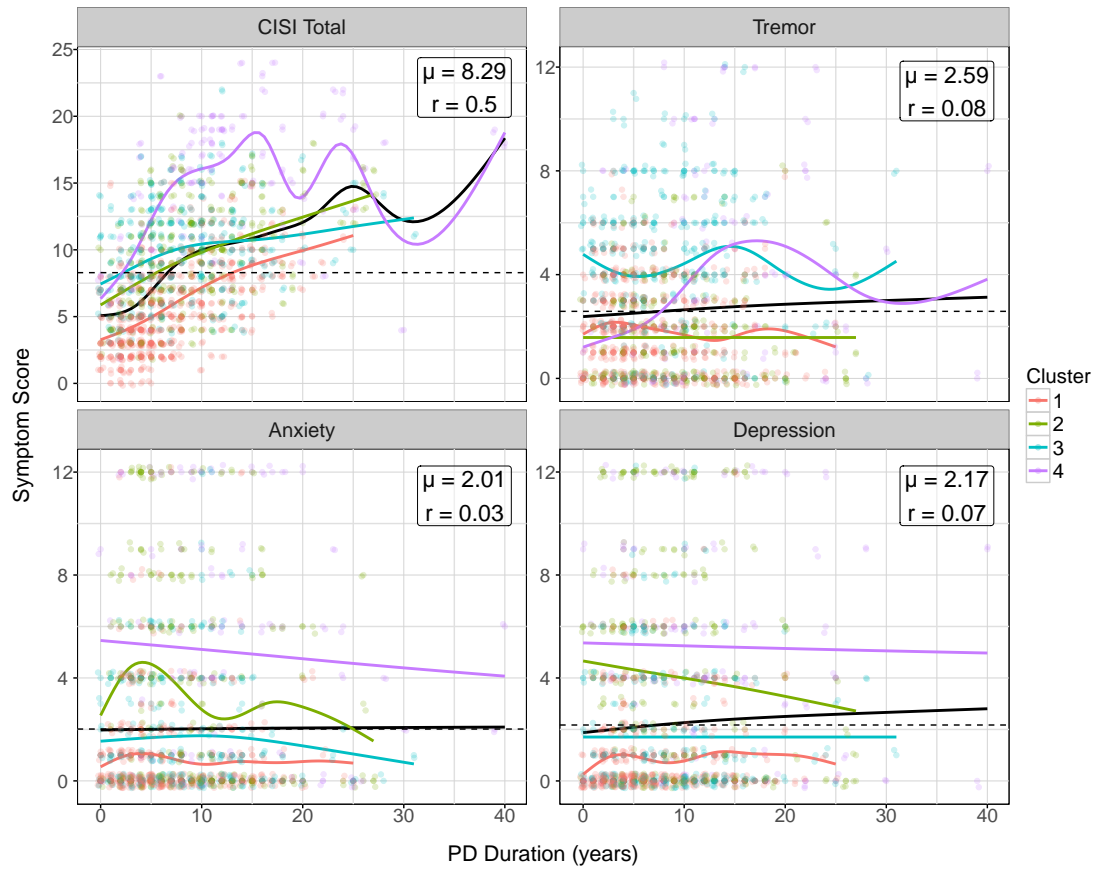 CISI Total
Tremor
25
20
15
10
5
0
μ = 8.29
r = 0.5
12
8
4
0
μ = 2.59
r = 0.08
Symptom Score
Cluster
1
2
3
4
Anxiety
Depression
12
8
4
0
μ = 2.01
r = 0.03
12
8
4
0
μ = 2.17
r = 0.07
0 10 20 30 40
0 10 20 30 40
PD Duration (years)